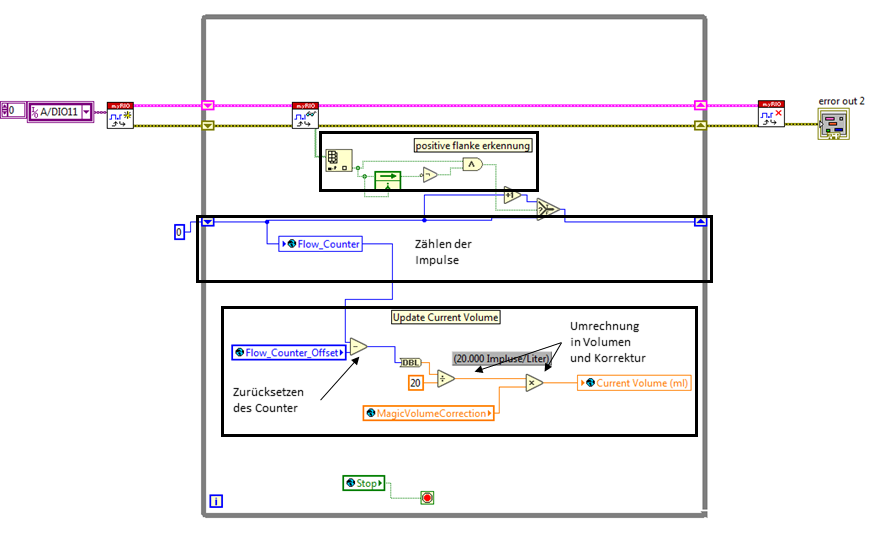 0
A/DIO11
myRIO
myRIO
myRIO
error out 2
positive flanke erkennung
+1
0
Flow_Counter
Zählen der
Impulse
Update Current Volume
Flow_Counter_Offset
DBL
(20.000 Impluse/Liter)
Umrechnung
in Volumen
und Korrektur
20
Current Volume (ml)
Zurücksetzen
des Counter
MagicVolumeCorrection
Stop
i